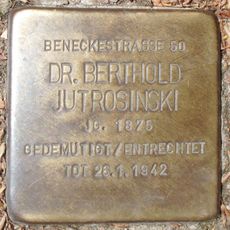 BENECKESTRASSE 50
DR. BERTHOLD
JUTROSINSKI
JG. 1875
GEDEMÜTIGT/ENTRECHTET
TOT 26.1.1942